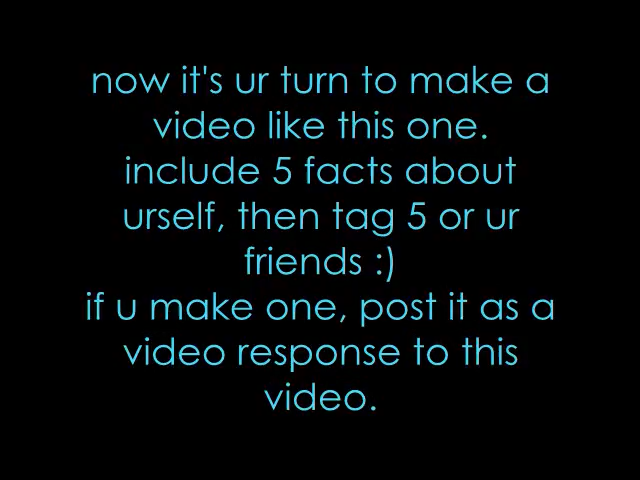 now it's ur turn to make a
video like this one.
include 5 facts about
urself, then tag 5 or ur
friends :)
if u make one, post it as a
video response to this
video.